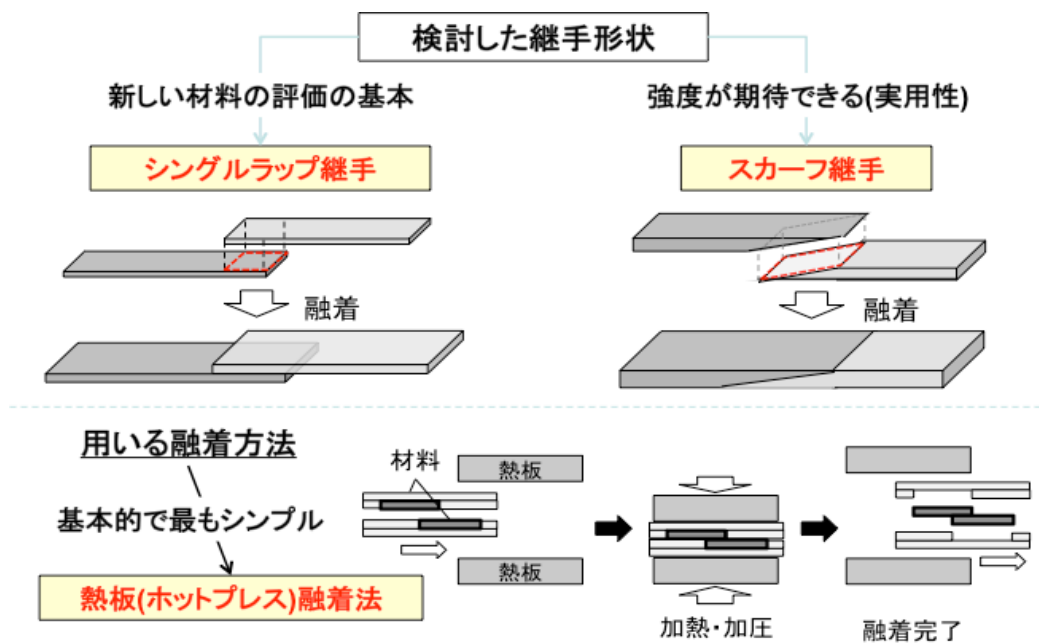 検討した継手形状
新しい材料の評価の基本
強度が期待できる(実用性)
シングルラップ継手
スカーフ継手
融着
融着
用いる融着方法
基本的で最もシンプル
熱板(ホットプレス)融着法
材料
熱板
熱板
加熱・加圧
融着完了